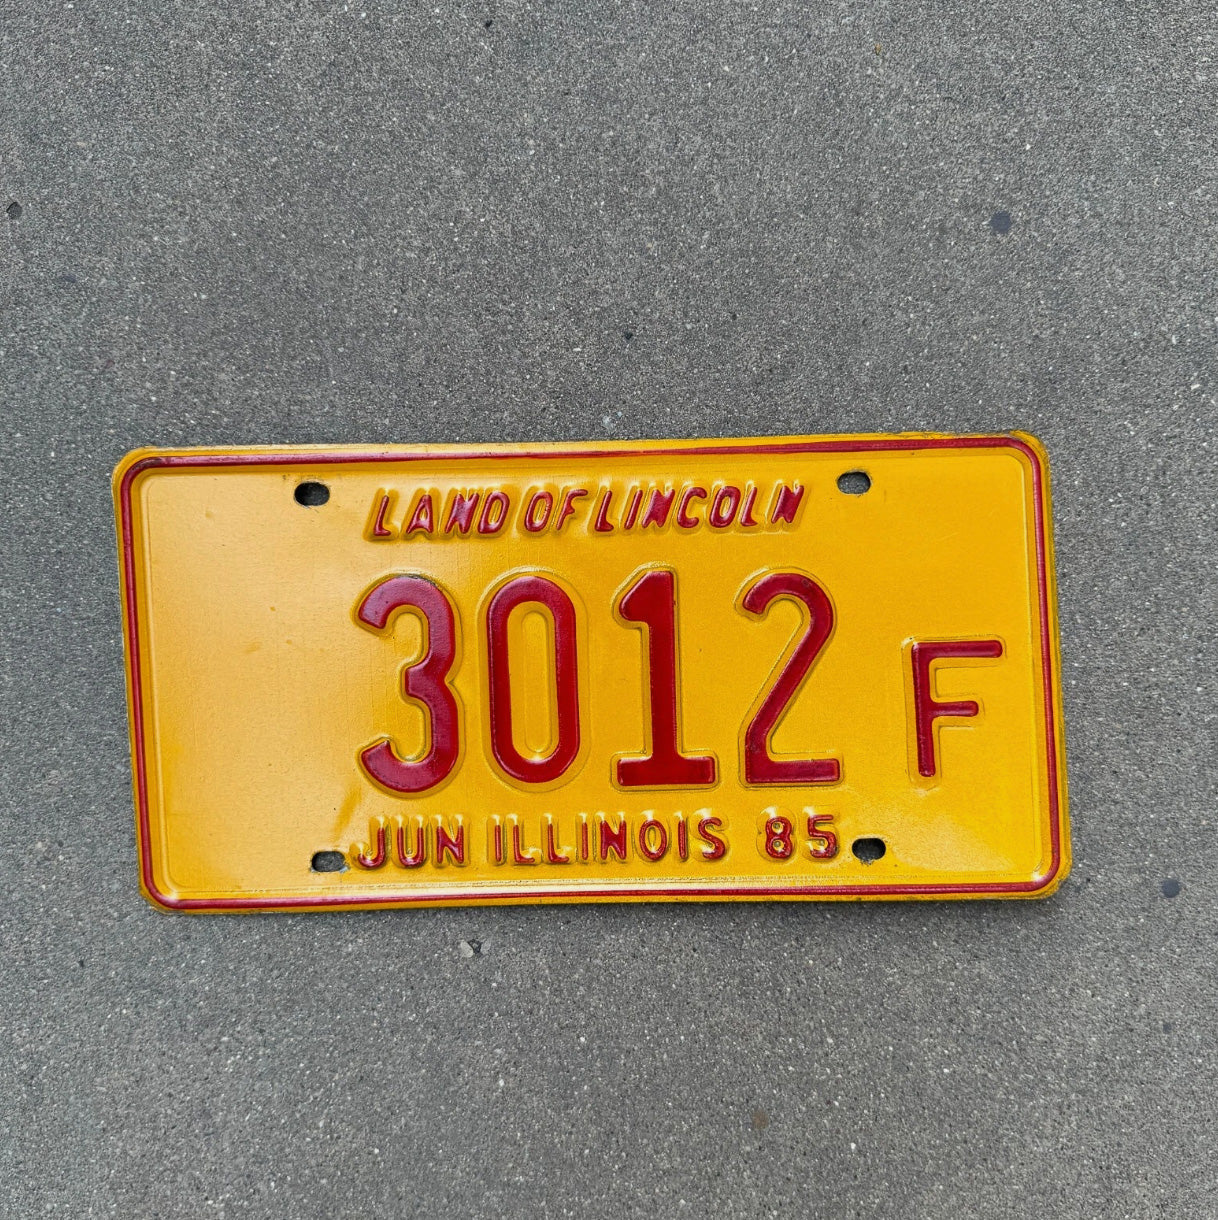 LAND OF LINCOLN
3012 F
JUN ILLINOIS 85